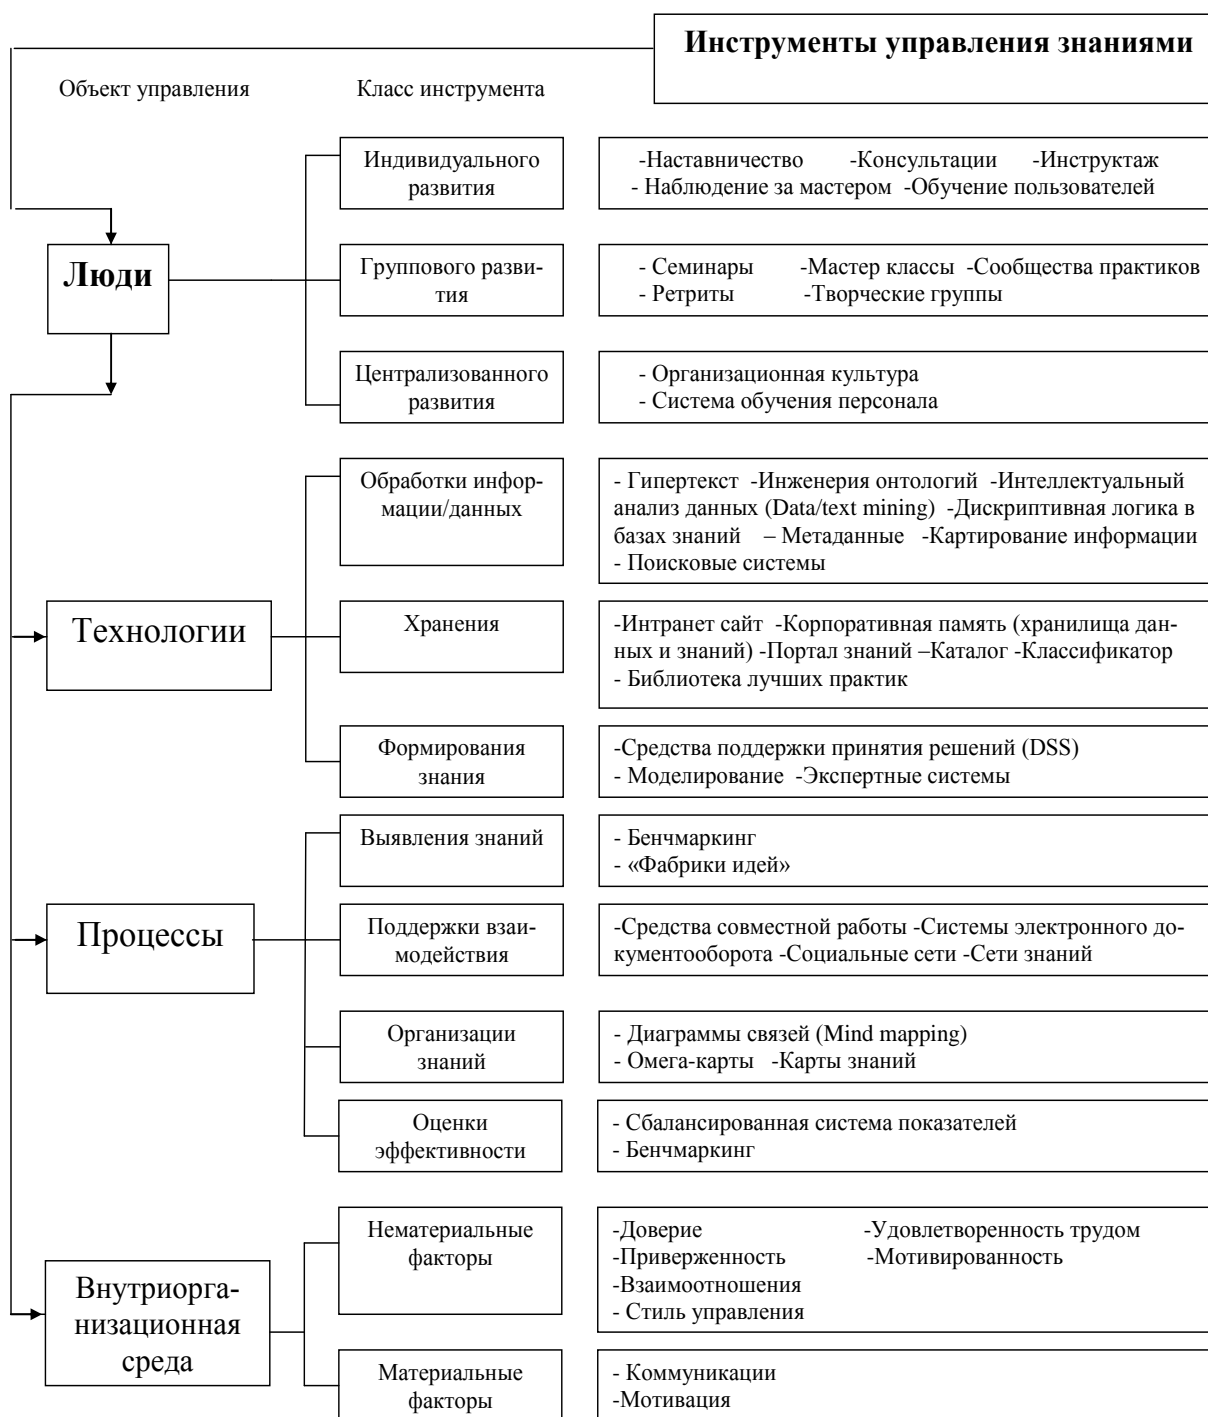 Инструменты управления знаниями
Объект управления
Класс инструмента
Люди
Индивидуального
развития
-Наставничество -Консультации -Инструктаж
- Наблюдение за мастером -Обучение пользователей
Группового разви-
тия
- Семинары -Мастер классы -Сообщества практиков
- Ретриты -Творческие группы
Централизованного
развития
- Организационная культура
- Система обучения персонала
Технологии
Обработки инфор-
мации/данных
- Гипертекст -Инженерия онтологий -Интеллектуальный
анализ данных (Data/text mining) -Дискриптивная логика в
базах знаний – Метаданные -Картирование информации
- Поисковые системы
Хранения
-Интранет сайт -Корпоративная память (хранилища дан-
ных и знаний) -Портал знаний –Каталог -Классификатор
- Библиотека лучших практик
Формирования
знания
-Средства поддержки принятия решений (DSS)
- Моделирование -Экспертные системы
Процессы
Выявления знаний
- Бенчмаркинг
- «Фабрики идей»
Поддержки взаи-
модействия
-Средства совместной работы -Системы электронного до-
кументооборота -Социальные сети -Сети знаний
Организации
знаний
- Диаграммы связей (Mind mapping)
- Омега-карты -Карты знаний
Оценки
эффективности
- Сбалансированная система показателей
- Бенчмаркинг
Внутриорга-
низационная
среда
Нематериальные
факторы
-Доверие -Удовлетворенность трудом
-Приверженность -Мотивированность
-Взаимоотношения
- Стиль управления
Материальные
факторы
- Коммуникации
-Мотивация